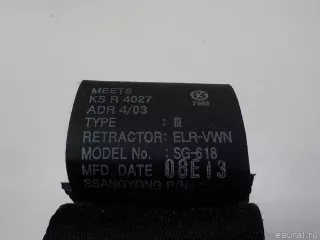 MEETS
KS R 4027
ADR 4/03
TYPE : III
RETRACTOR: ELR-VWN
MODEL No. : SG-618
MFD DATE 08E13
SSANGYONG P/N
K
eaural.ru